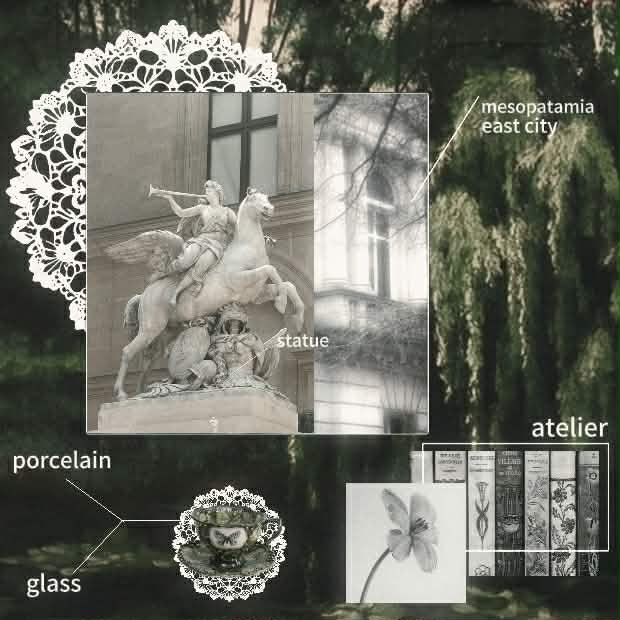 mesopatamia
east city
statue
atelier
porcelain
glass